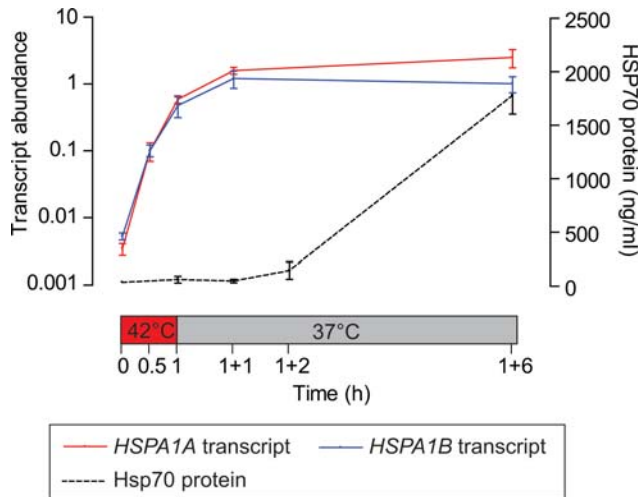 Transcript abundance
10
1
0.1
0.01
0.001
HSP70 protein (ng/ml)
2500
2000
1500
1000
500
0
42°C
37°C
0
0.5
1
1+1
1+2
1+6
Time (h)
HSPA1A transcript
HSPA1B transcript
Hsp70 protein